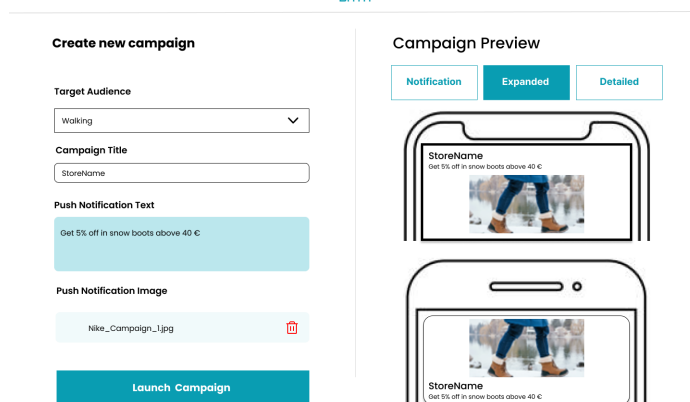 Create new campaign
Target Audience
Walking
Campaign Title
StoreName
Push Notification Text
Get 5% off in snow boots above 40 €
Push Notification Image
Nike_Campaign_1.jpg
Launch Campaign
Campaign Preview
Notification
Expanded
Detailed
StoreName
Get 5% off in snow boots above 40 €
StoreName
Get 5% off in snow boots above 40 €